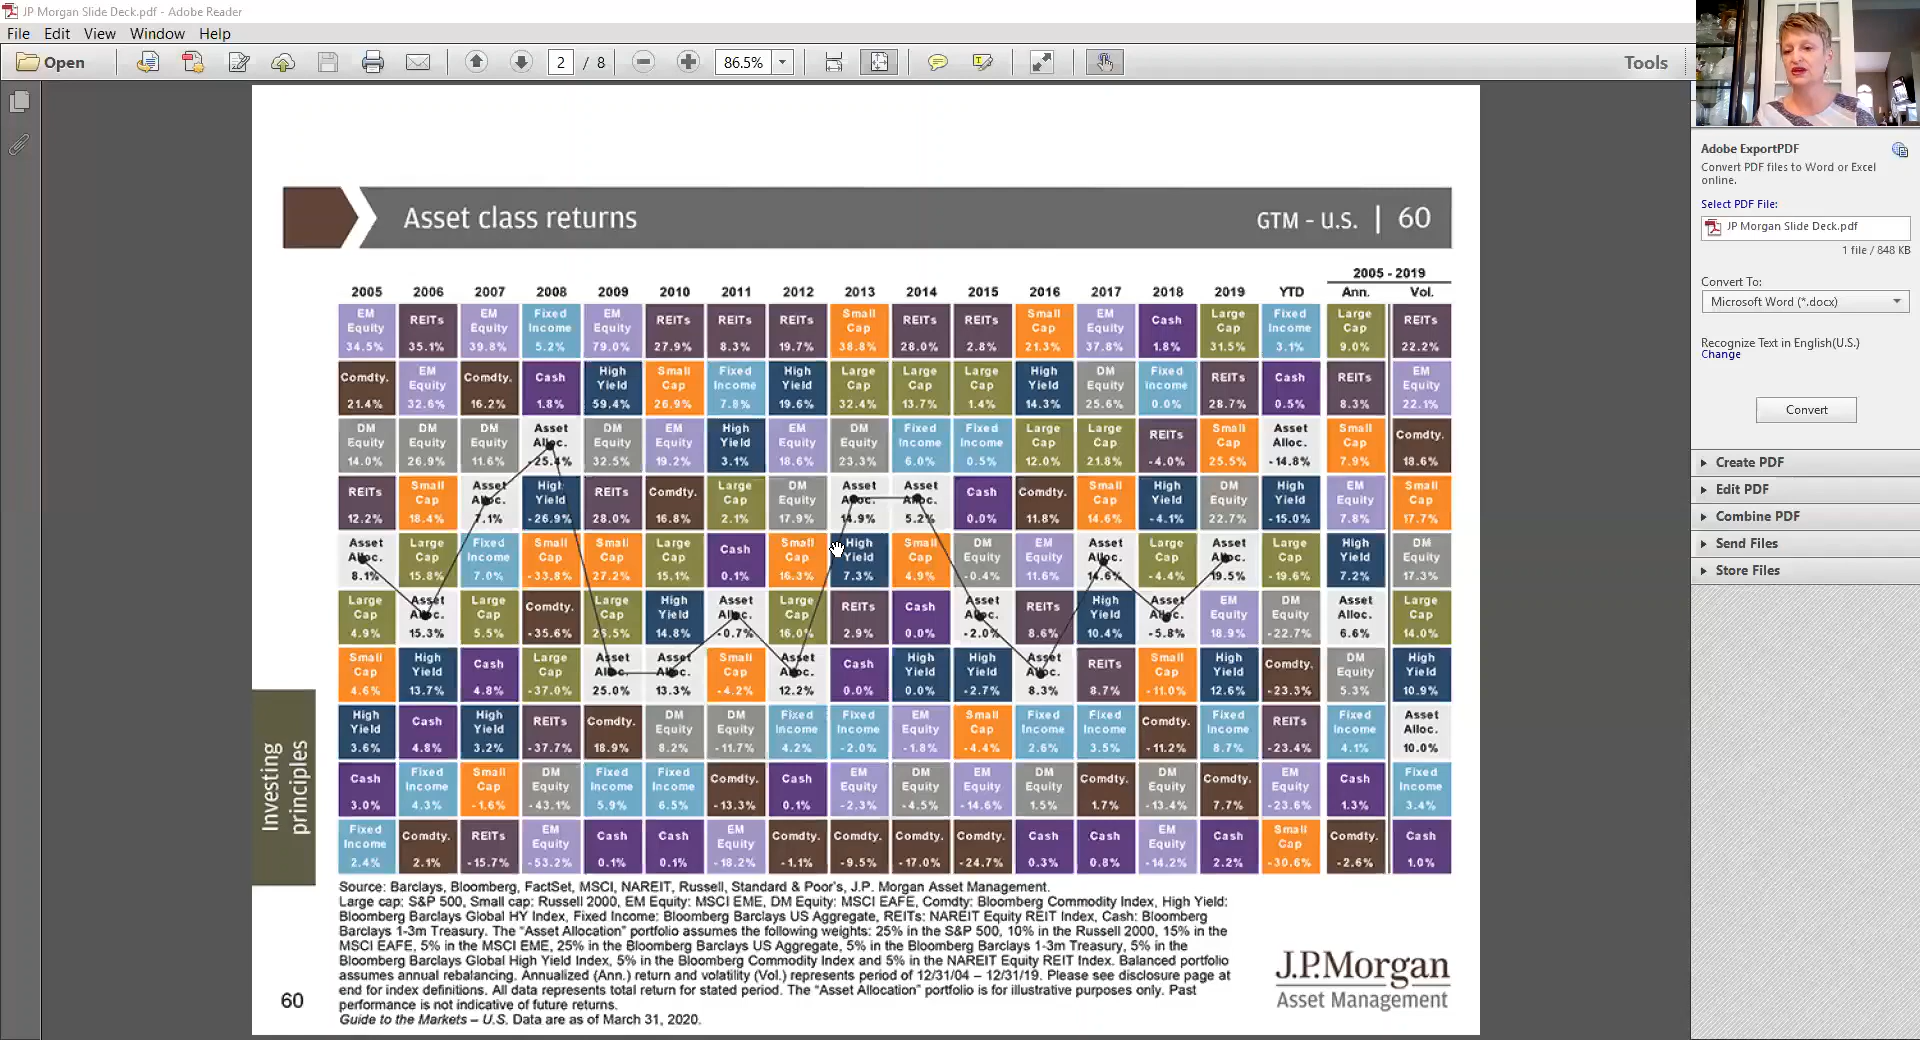 JP Morgan Slide Deck.pdf - Adobe Reader
File Edit View Window Help
Open 2 / 8 86.5% Tools
Asset class returns GTM – U.S. | 60
2005 - 2019
2005 2006 2007 2008 2009 2010 2011 2012 2013 2014 2015 2016 2017 2018 2019 YTD Ann. Vol.
EM Equity 34.5% REITs 35.1% EM Equity 39.8% Fixed Income 5.2% EM Equity 79.0% REITs 27.9% REITs 8.3% REITs 19.7% Small Cap 38.8% REITs 28.0% REITs 2.8% Small Cap 21.3% EM Equity 37.8% Cash 1.8% Large Cap 31.5% Fixed Income 3.1% Large Cap 9.0% REITs 22.2%
Comdty. 21.4% EM Equity 32.6% Comdty. 16.2% Cash 1.8% High Yield 59.4% Small Cap 26.9% Fixed Income 7.8% High Yield 19.6% Large Cap 32.4% Large Cap 13.7% Large Cap 1.4% High Yield 14.3% DM Equity 25.6% Fixed Income 0.0% REITs 28.7% Cash 0.5% REITs 8.3% EM Equity 22.1%
DM Equity 14.0% DM Equity 26.9% DM Equity 11.6% Asset Alloc. -25.4% DM Equity 32.5% EM Equity 19.2% High Yield 3.1% EM Equity 18.6% DM Equity 23.3% Fixed Income 6.0% Fixed Income 0.5% Large Cap 12.0% Large Cap 21.8% REITs -4.0% Small Cap 25.5% Asset Alloc. -14.8% Small Cap 7.9% Comdty. 18.6%
REITs 12.2% Small Cap 18.4% Asset Alloc. 7.1% High Yield -26.9% REITs 28.0% Comdty. 16.8% Large Cap 2.1% DM Equity 17.9% Asset Alloc. 14.9% Asset Alloc. 5.2% Cash 0.0% Comdty. 11.8% Small Cap 14.6% High Yield -4.1% DM Equity 22.7% High Yield -15.0% EM Equity 7.8% Small Cap 17.7%
Asset Alloc. 8.1% Large Cap 15.8% Fixed Income 7.0% Small Cap -33.8% Small Cap 27.2% Large Cap 15.1% Cash 0.1% Small Cap 16.3% High Yield 7.3% Small Cap 4.9% DM Equity -0.4% EM Equity 11.6% Asset Alloc. 14.6% Large Cap -4.4% Asset Alloc. 19.5% Large Cap -19.6% High Yield 7.2% DM Equity 17.3%
Large Cap 4.9% Asset Alloc. 15.3% Large Cap 5.5% Comdty. -35.6% Large Cap 26.5% High Yield 14.8% Asset Alloc. -0.7% Large Cap 16.0% REITs 2.9% Cash 0.0% Asset Alloc. -2.0% REITs 8.6% High Yield 10.4% Asset Alloc. -5.8% EM Equity 18.9% DM Equity -22.7% Asset Alloc. 6.6% Large Cap 14.0%
Small Cap 4.6% High Yield 13.7% Cash 4.8% Large Cap -37.0% Asset Alloc. 25.0% Asset Alloc. 13.3% Small Cap -4.2% Asset Alloc. 12.2% Cash 0.0% High Yield 0.0% High Yield -2.7% Asset Alloc. 8.3% REITs 8.7% Small Cap -11.0% High Yield 12.6% Comdty. -23.3% DM Equity 5.3% High Yield 10.9%
High Yield 3.6% Cash 4.8% High Yield 3.2% REITs -37.7% Comdty. 18.9% DM Equity 8.2% DM Equity -11.7% Fixed Income 4.2% Fixed Income -2.0% EM Equity -1.8% Small Cap -4.4% Fixed Income 2.6% Fixed Income 3.5% Comdty. -11.2% Fixed Income 8.7% REITs -23.4% Fixed Income 4.1% Asset Alloc. 10.0%
Cash 3.0% Fixed Income 4.3% Small Cap -1.6% DM Equity -43.1% Fixed Income 5.9% Fixed Income 6.5% Comdty. -13.3% Cash 0.1% EM Equity -2.3% DM Equity -4.5% EM Equity -14.6% DM Equity 1.5% Comdty. 1.7% DM Equity -13.4% Comdty. 7.7% EM Equity -23.6% Cash 1.3% Fixed Income 3.4%
Fixed Income 2.4% Comdty. 2.1% REITs -15.7% EM Equity -53.2% Cash 0.1% Cash 0.1% EM Equity -18.2% Comdty. -1.1% Comdty. -9.5% Comdty. -17.0% Comdty. -24.7% Cash 0.3% Cash 0.8% EM Equity -14.2% Cash 2.2% Small Cap -30.6% Comdty. -2.6% Cash 1.0%
Investing
principles
Source: Barclays, Bloomberg, FactSet, MSCI, NAREIT, Russell, Standard & Poor's, J.P. Morgan Asset Management.
Large cap: S&P 500, Small cap: Russell 2000, EM Equity: MSCI EME, DM Equity: MSCI EAFE, Comdty: Bloomberg Commodity Index, High Yield:
Bloomberg Barclays Global HY Index, Fixed Income: Bloomberg Barclays US Aggregate, REITs: NAREIT Equity REIT Index, Cash: Bloomberg
Barclays 1-3m Treasury. The "Asset Allocation" portfolio assumes the following weights: 25% in the S&P 500, 10% in the Russell 2000, 15% in the
MSCI EAFE, 5% in the MSCI EME, 25% in the Bloomberg Barclays US Aggregate, 5% in the Bloomberg Barclays 1-3m Treasury, 5% in the
Bloomberg Barclays Global High Yield Index, 5% in the Bloomberg Commodity Index and 5% in the NAREIT Equity REIT Index. Balanced portfolio
assumes annual rebalancing. Annualized (Ann.) return and volatility (Vol.) represents period of 12/31/04 – 12/31/19. Please see disclosure page at
end for index definitions. All data represents total return for stated period. The "Asset Allocation" portfolio is for illustrative purposes only. Past
performance is not indicative of future returns.
Guide to the Markets – U.S. Data are as of March 31, 2020.
60
J.P.Morgan
Asset Management
Adobe ExportPDF
Convert PDF files to Word or Excel
online.
Select PDF File:
JP Morgan Slide Deck.pdf
1 file / 848 KB
Convert To:
Microsoft Word (*.docx)
Recognize Text in English(U.S.)
Change
Convert
Create PDF
Edit PDF
Combine PDF
Send Files
Store Files